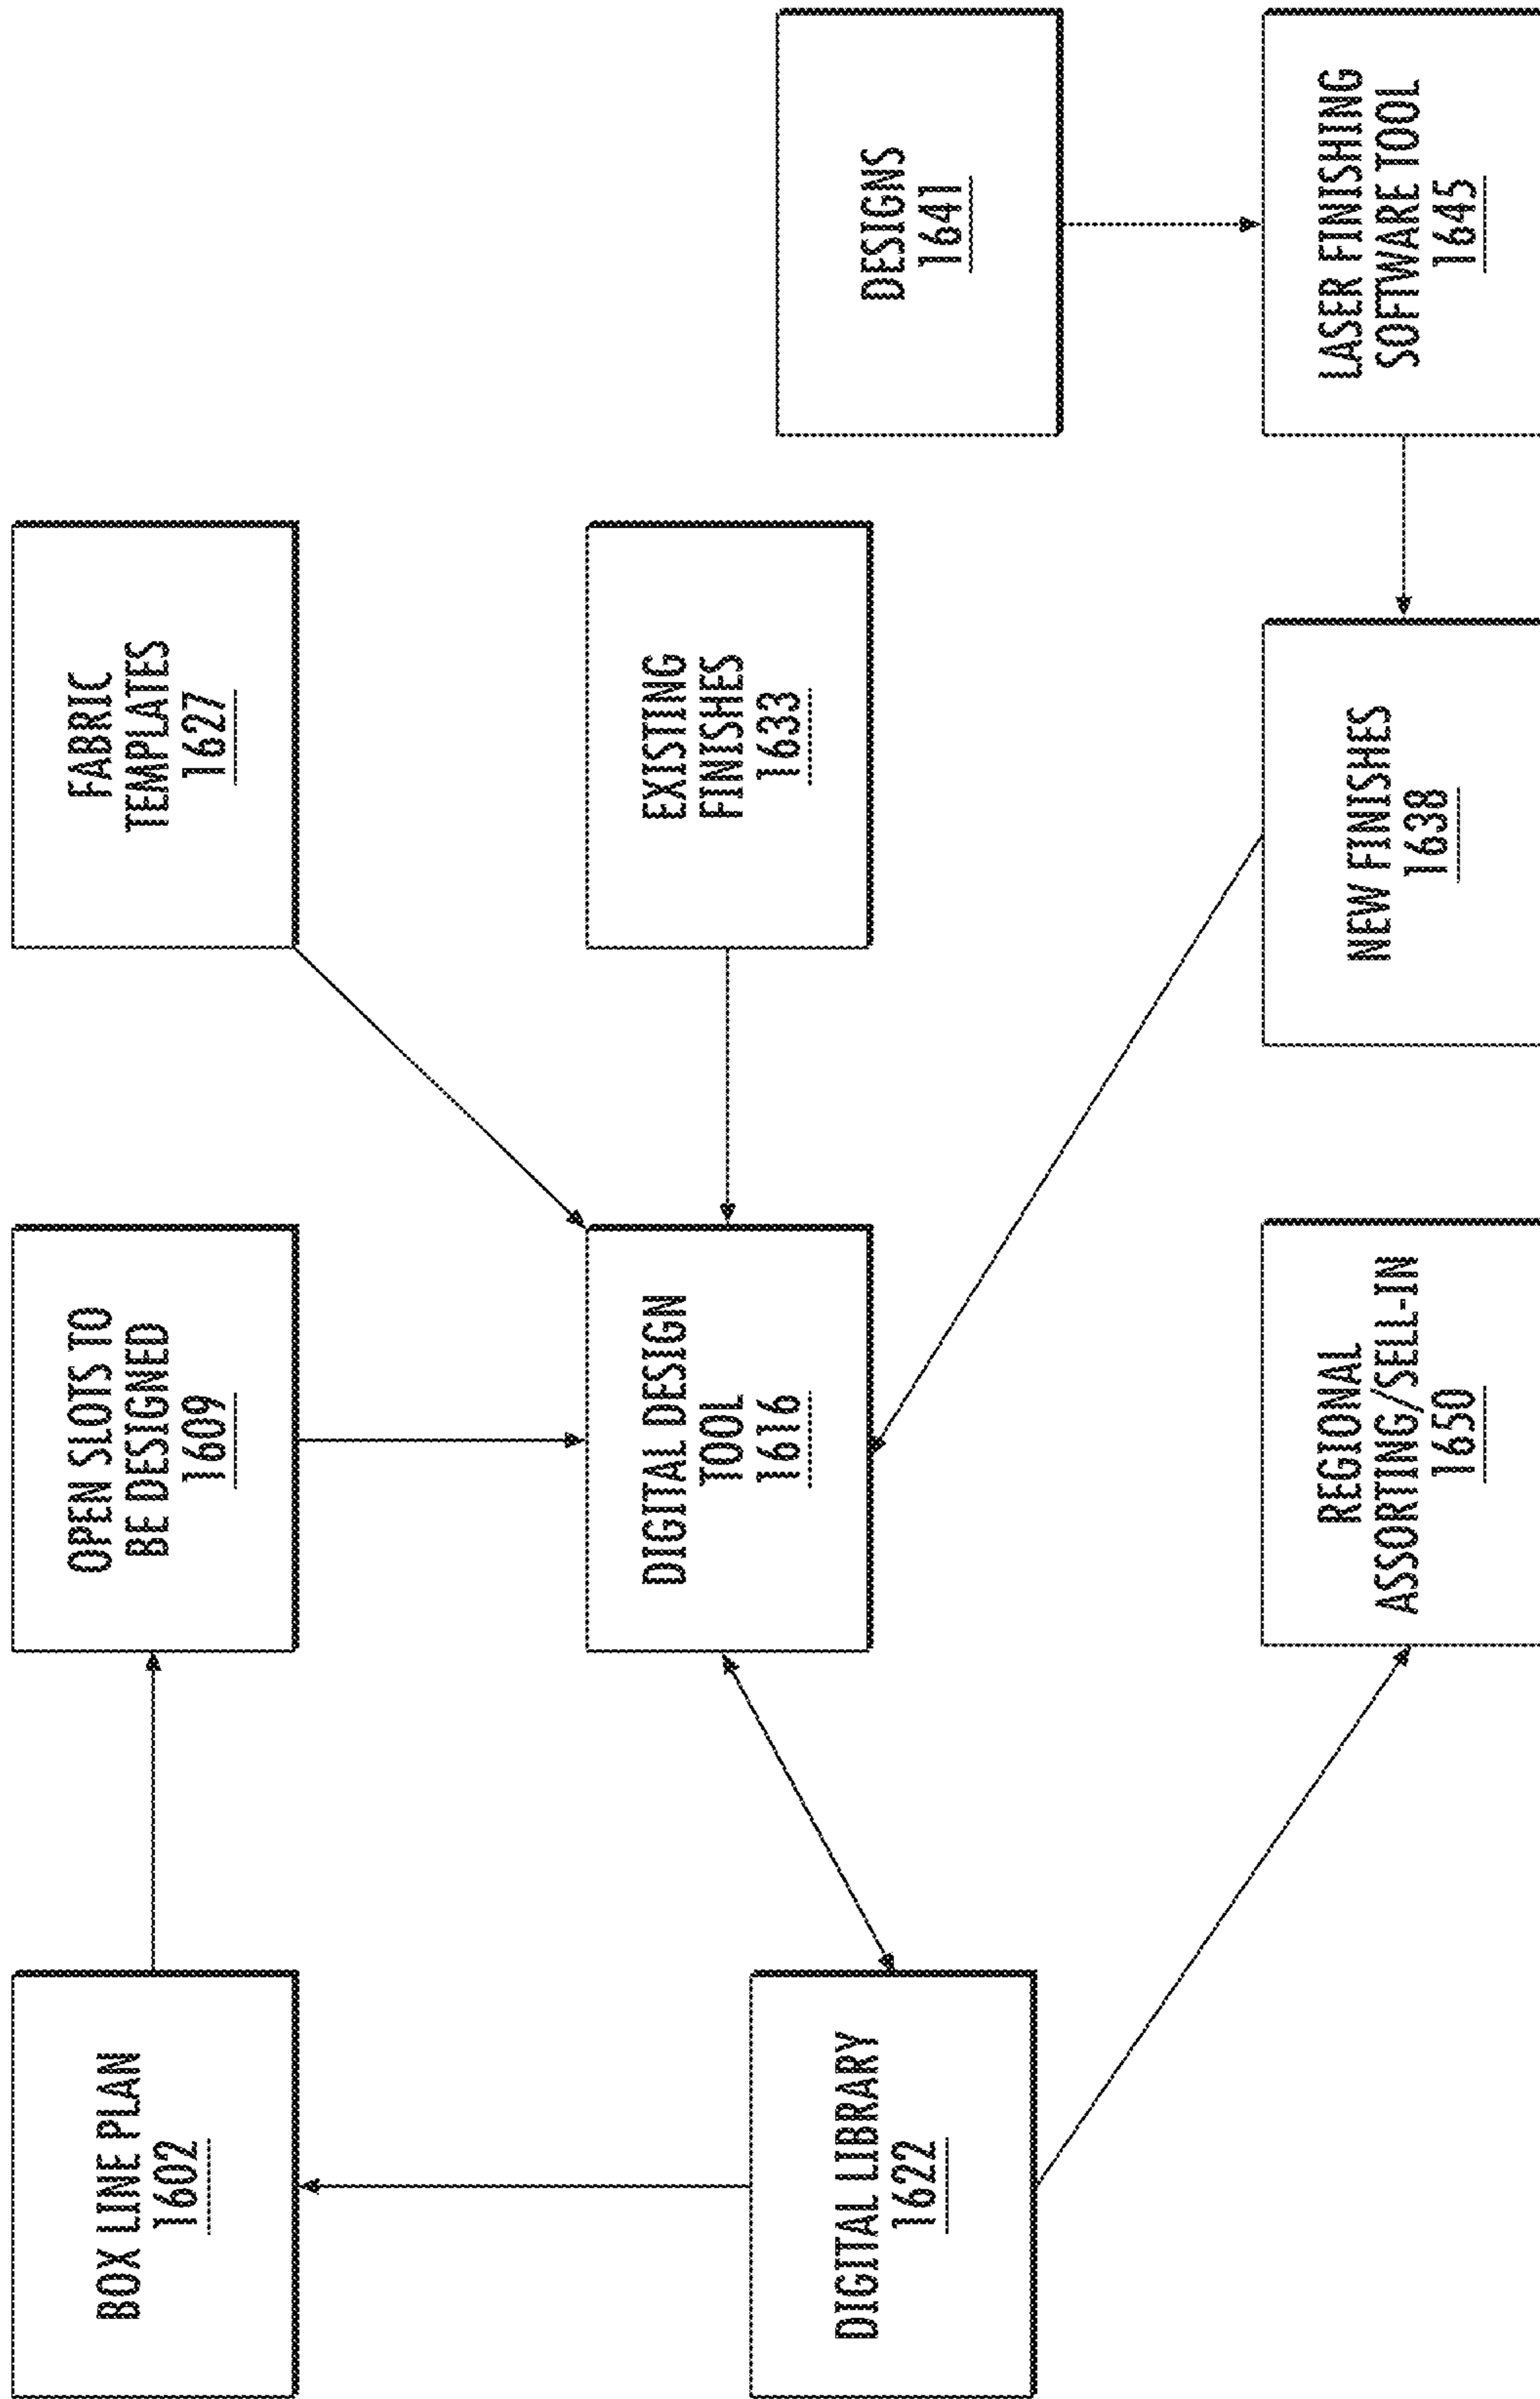 BOX LINE PLAN
1602
OPEN SLOTS TO
BE DESIGNED
1609
FABRIC
TEMPLATES
1627
DIGITAL DESIGN
TOOL
1616
EXISTING
FINISHES
1633
DIGITAL LIBRARY
1622
DESIGNS
1641
REGIONAL
ASSORTING/SELL-IN
1650
NEW FINISHES
1638
LASER FINISHING
SOFTWARE TOOL
1645